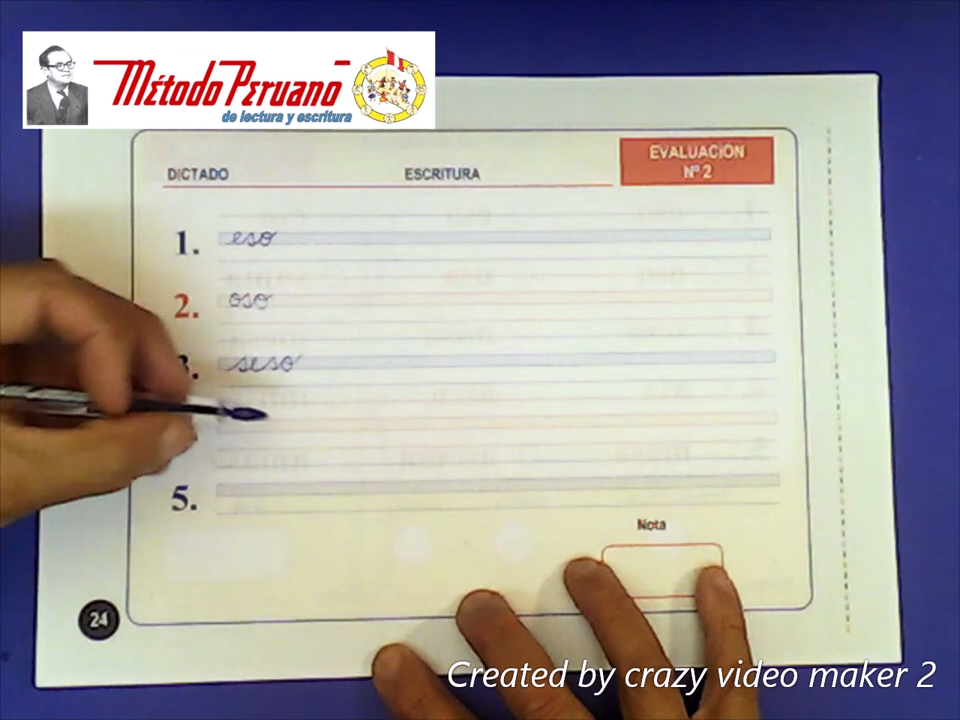 Método Peruano
de lectura y escritura
DICTADO ESCRITURA EVALUACIÓN
Nº 2
1. eso
2. oso
3. seso
5.
Nota
24
Created by crazy video maker 2